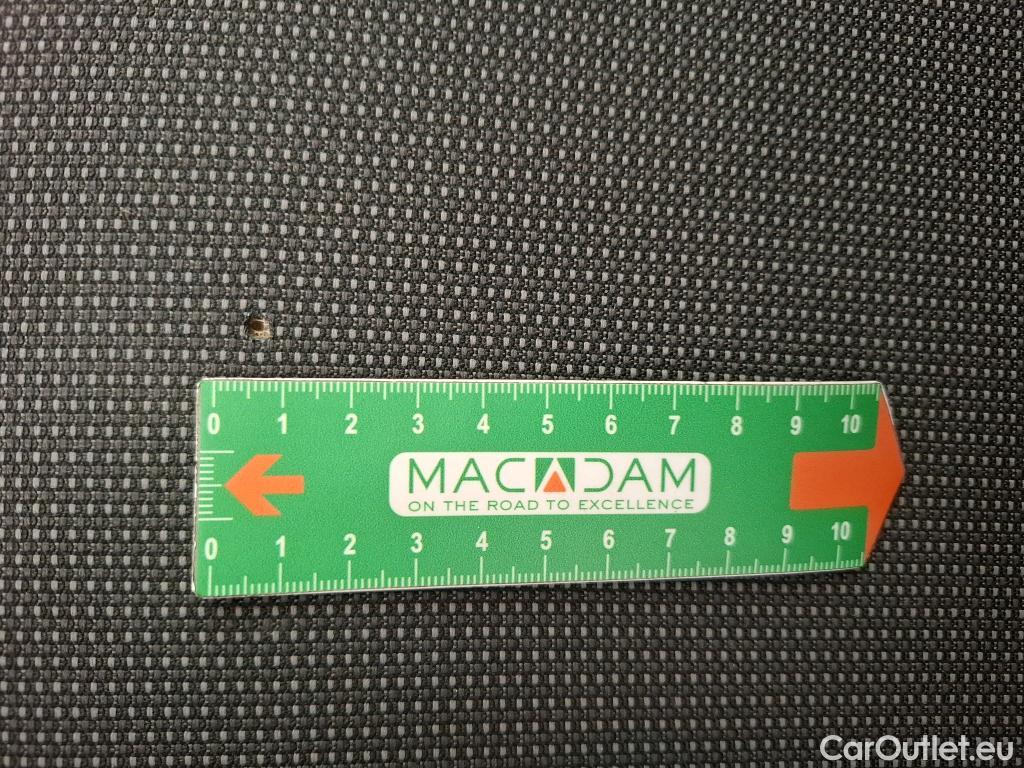 0 1 2 3 4 5 6 7 8 9 10
MACADAM
ON THE ROAD TO EXCELLENCE
0 1 2 3 4 5 6 7 8 9 10
CarOutlet.eu